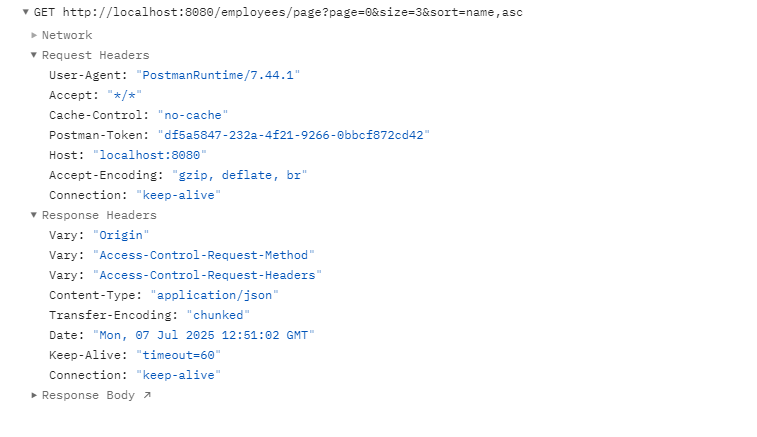 GET http://localhost:8080/employees/page?page=0&size=3&sort=name,asc
Network
Request Headers
User-Agent: "PostmanRuntime/7.44.1"
Accept: "*/*"
Cache-Control: "no-cache"
Postman-Token: "df5a5847-232a-4f21-9266-0bbcf872cd42"
Host: "localhost:8080"
Accept-Encoding: "gzip, deflate, br"
Connection: "keep-alive"
Response Headers
Vary: "Origin"
Vary: "Access-Control-Request-Method"
Vary: "Access-Control-Request-Headers"
Content-Type: "application/json"
Transfer-Encoding: "chunked"
Date: "Mon, 07 Jul 2025 12:51:02 GMT"
Keep-Alive: "timeout=60"
Connection: "keep-alive"
Response Body ↗